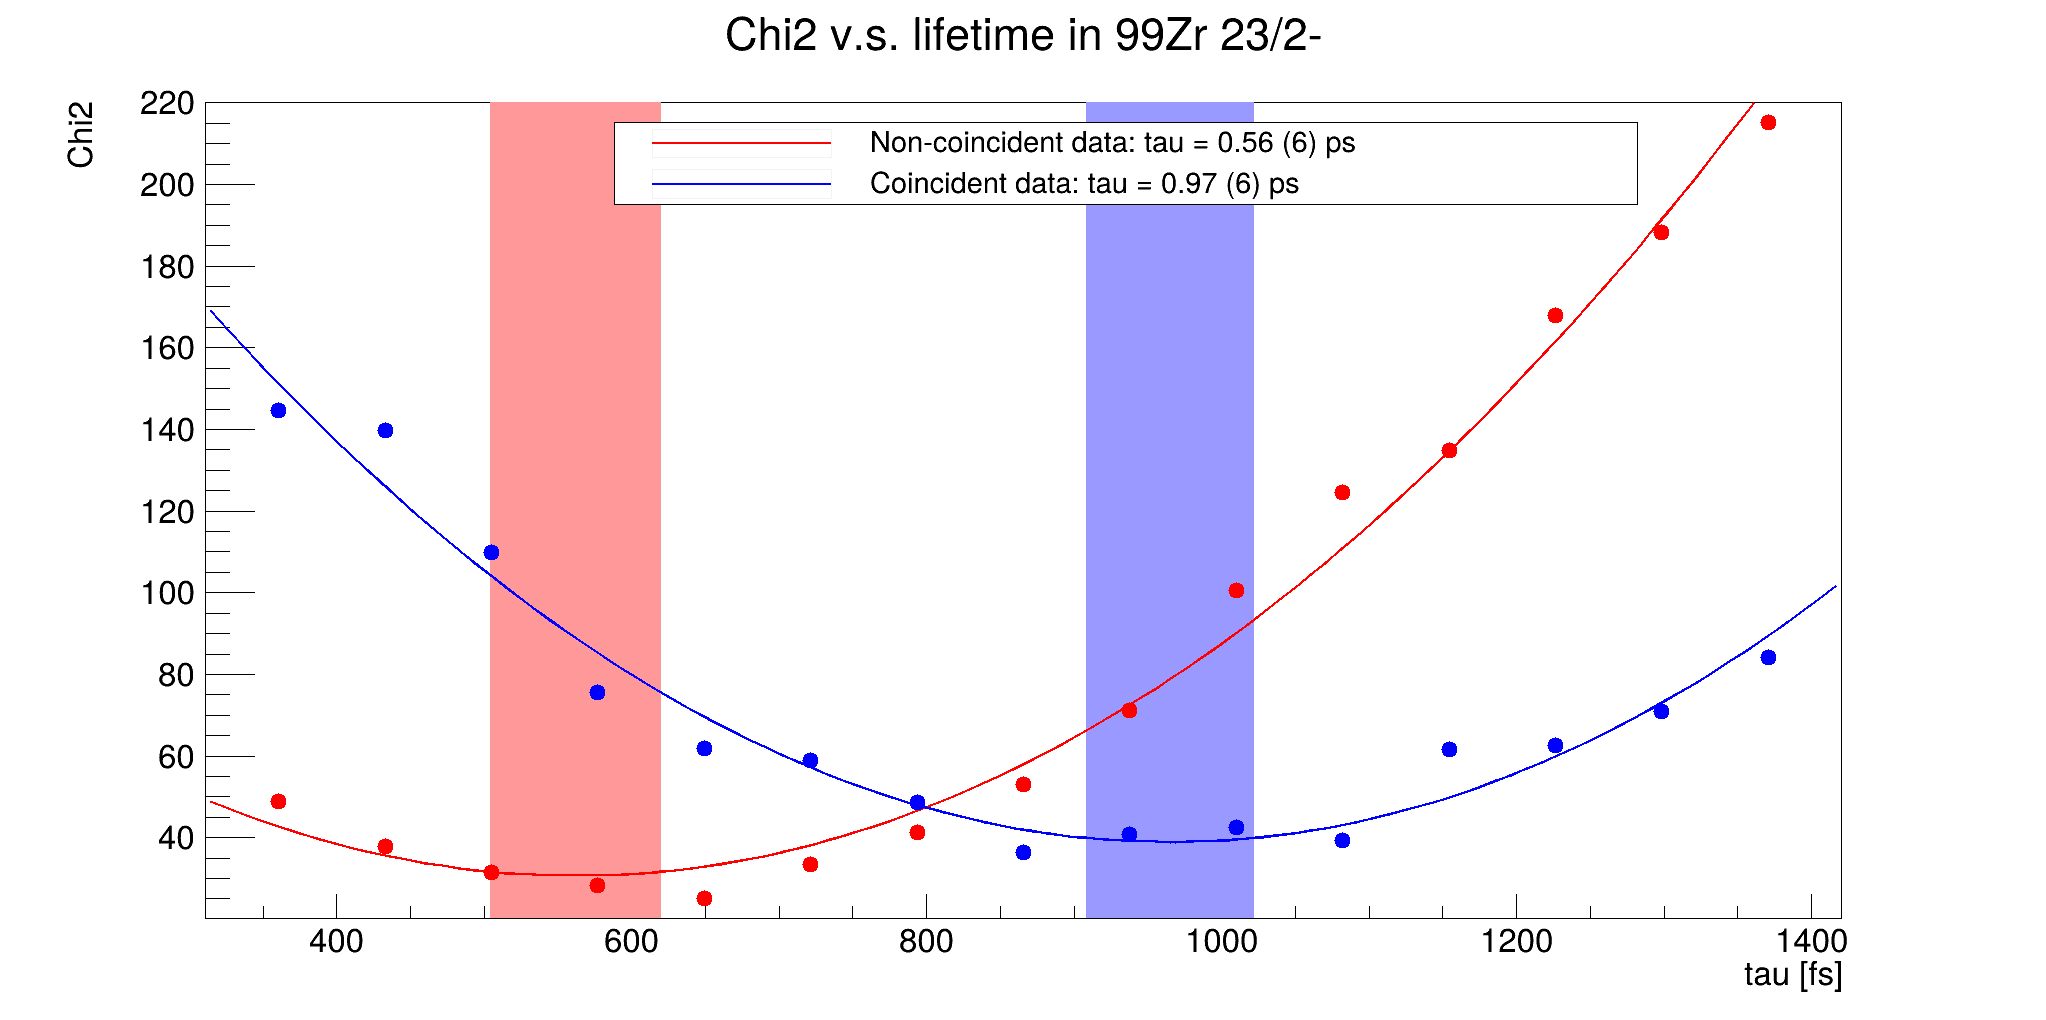 Chi2 v.s. lifetime in 99Zr 23/2-
Chi2
220
200
180
160
140
120
100
80
60
40
Non-coincident data: tau = 0.56 (6) ps
Coincident data: tau = 0.97 (6) ps
400 600 800 1000 1200 1400
tau [fs]